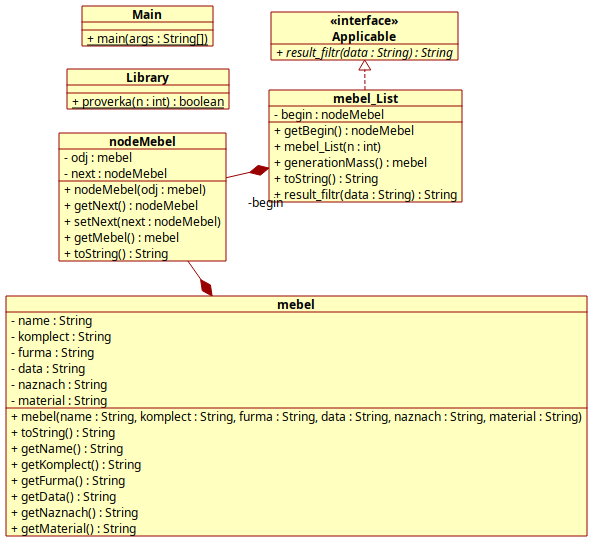 Main
+ main(args : String[])
«interface»
Applicable
+ result_filtr(data : String) : String
Library
+ proverka(n : int) : boolean
mebel_List
- begin : nodeMebel
+ getBegin() : nodeMebel
+ mebel_List(n : int)
+ generationMass() : mebel
+ toString() : String
+ result_filtr(data : String) : String
nodeMebel
- odj : mebel
- next : nodeMebel
+ nodeMebel(odj : mebel)
+ getNext() : nodeMebel
+ setNext(next : nodeMebel)
+ getMebel() : mebel
+ toString() : String
-begin
mebel
- name : String
- komplect : String
- furma : String
- data : String
- naznach : String
- material : String
+ mebel(name : String, komplect : String, furma : String, data : String, naznach : String, material : String)
+ toString() : String
+ getName() : String
+ getKomplect() : String
+ getFurma() : String
+ getData() : String
+ getNaznach() : String
+ getMaterial() : String